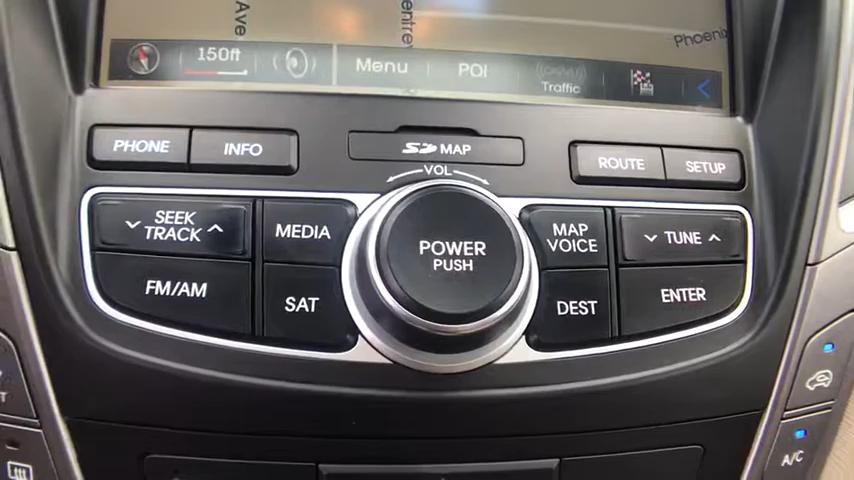 Ave
entre
Phoenix
150ft
Menu
POI
Traffic
PHONE
INFO
SD MAP
ROUTE
SETUP
VOL
SEEK
TRACK
MEDIA
POWER
PUSH
MAP
VOICE
TUNE
FM/AM
SAT
DEST
ENTER
A/C